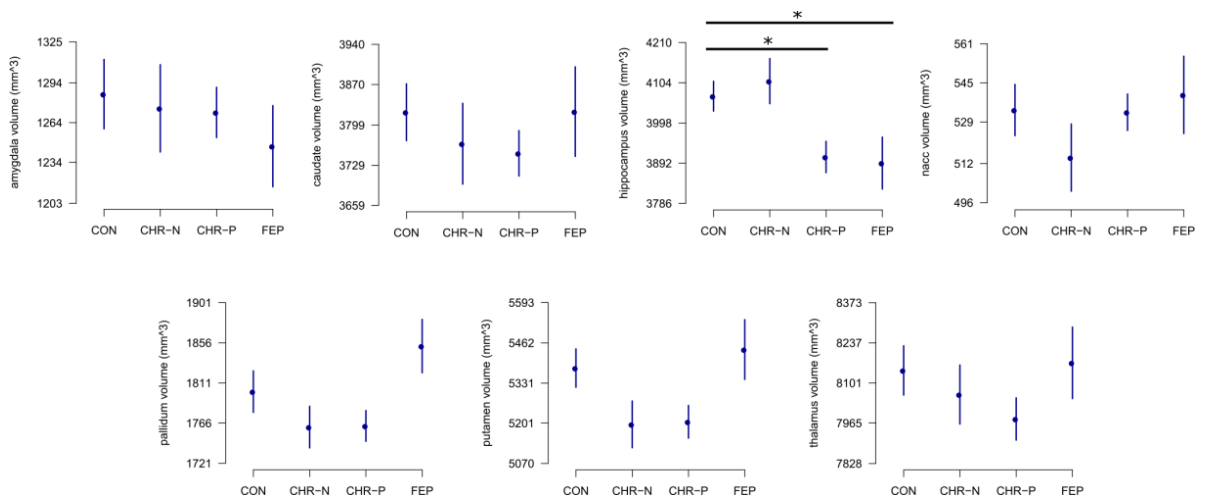 amygdala volume (mm^3)
1325
1294
1264
1234
1203
CON CHR−N CHR−P FEP
caudate volume (mm^3)
3940
3870
3799
3729
3659
CON CHR−N CHR−P FEP
hippocampus volume (mm^3)
4210
4104
3998
3892
3786
*
*
CON CHR−N CHR−P FEP
nacc volume (mm^3)
561
545
529
512
496
CON CHR−N CHR−P FEP
pallidum volume (mm^3)
1901
1856
1811
1766
1721
CON CHR−N CHR−P FEP
putamen volume (mm^3)
5593
5462
5331
5201
5070
CON CHR−N CHR−P FEP
thalamus volume (mm^3)
8373
8237
8101
7965
7828
CON CHR−N CHR−P FEP